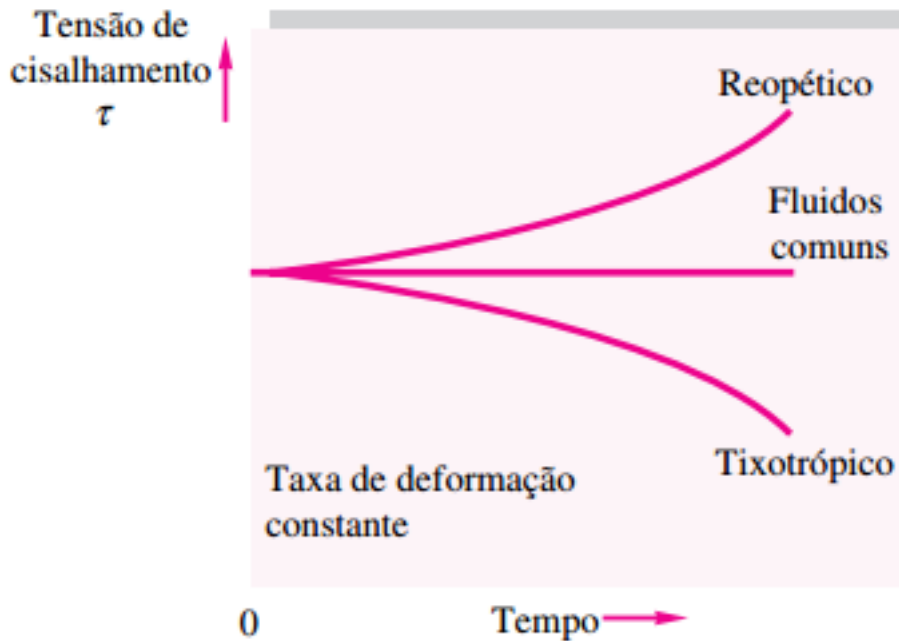 Tensão de
cisalhamento
τ
Reopético
Fluidos
comuns
Tixotrópico
Taxa de deformação
constante
0
Tempo